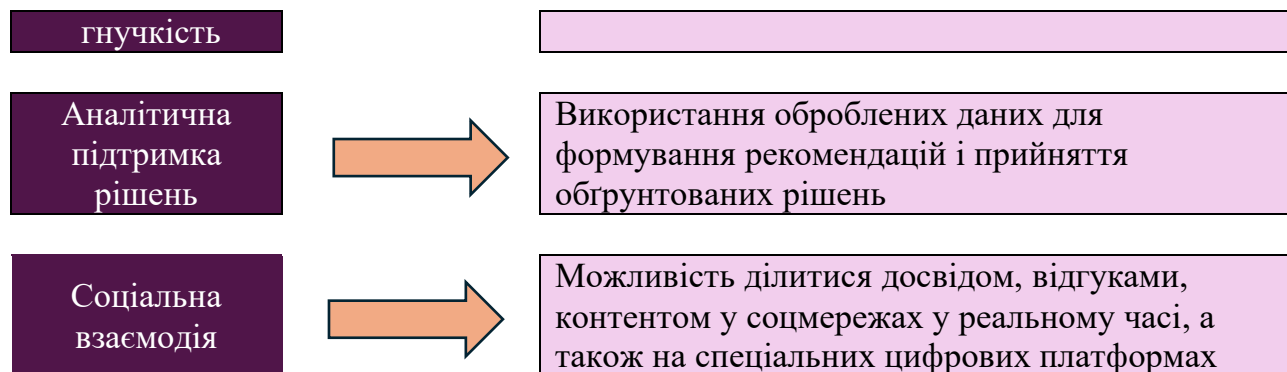 гнучкість
Аналітична
підтримка
рішень
Використання оброблених даних для
формування рекомендацій і прийняття
обґрунтованих рішень
Соціальна
взаємодія
Можливість ділитися досвідом, відгуками,
контентом у соцмережах у реальному часі, а
також на спеціальних цифрових платформах